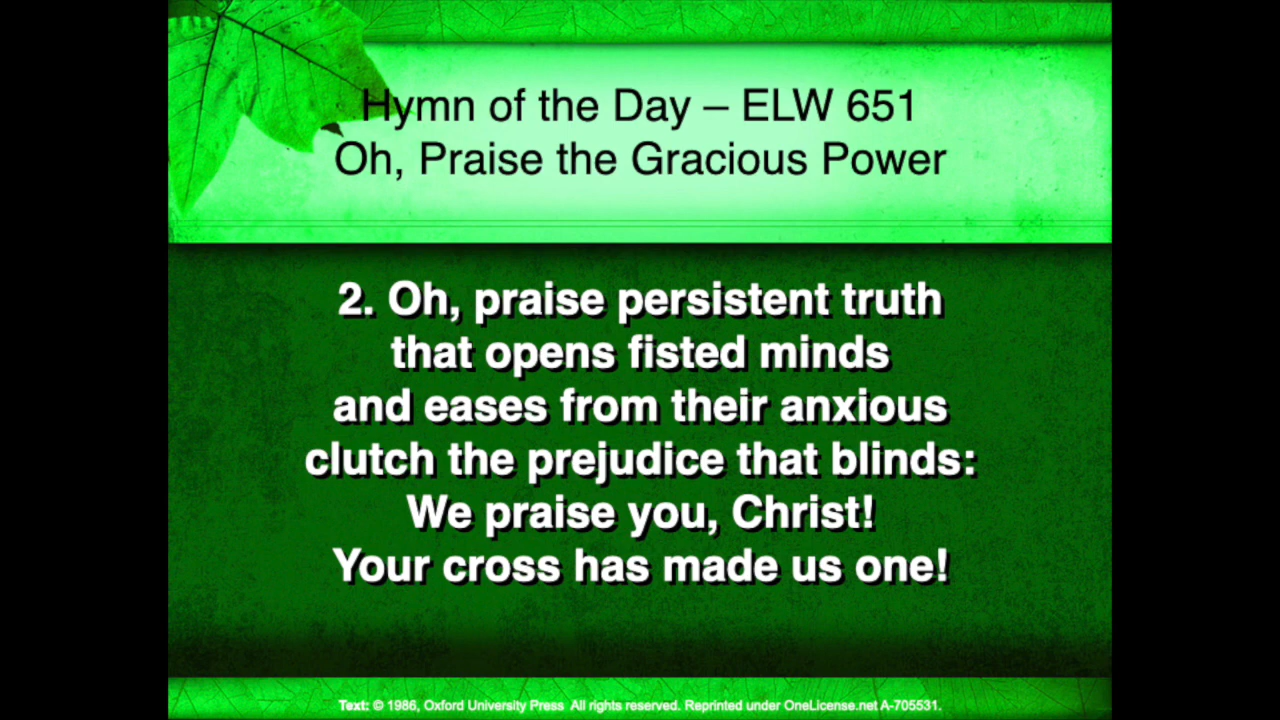 Hymn of the Day – ELW 651
Oh, Praise the Gracious Power
2. Oh, praise persistent truth
that opens fisted minds
and eases from their anxious
clutch the prejudice that blinds:
We praise you, Christ!
Your cross has made us one!
Text: © 1986, Oxford University Press All rights reserved. Reprinted under OneLicense.net A-705531.